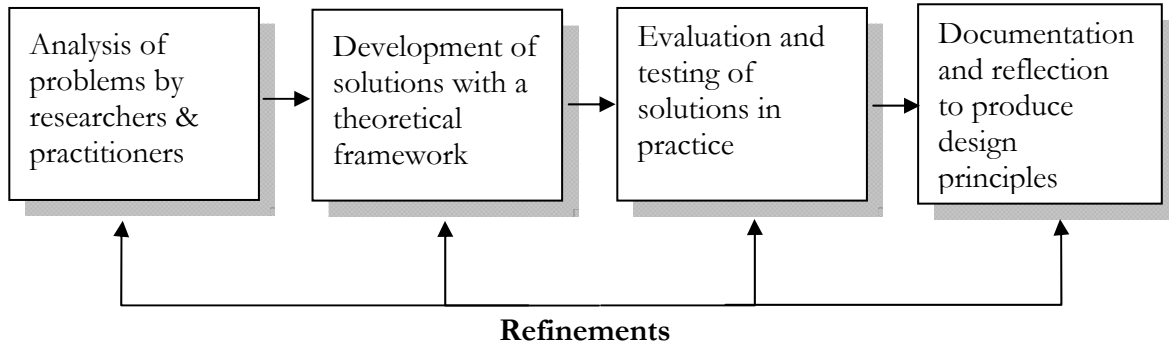 Analysis of
problems by
researchers &
practitioners
Development of
solutions with a
theoretical
framework
Evaluation and
testing of
solutions in
practice
Documentation
and reflection
to produce
design
principles
Refinements